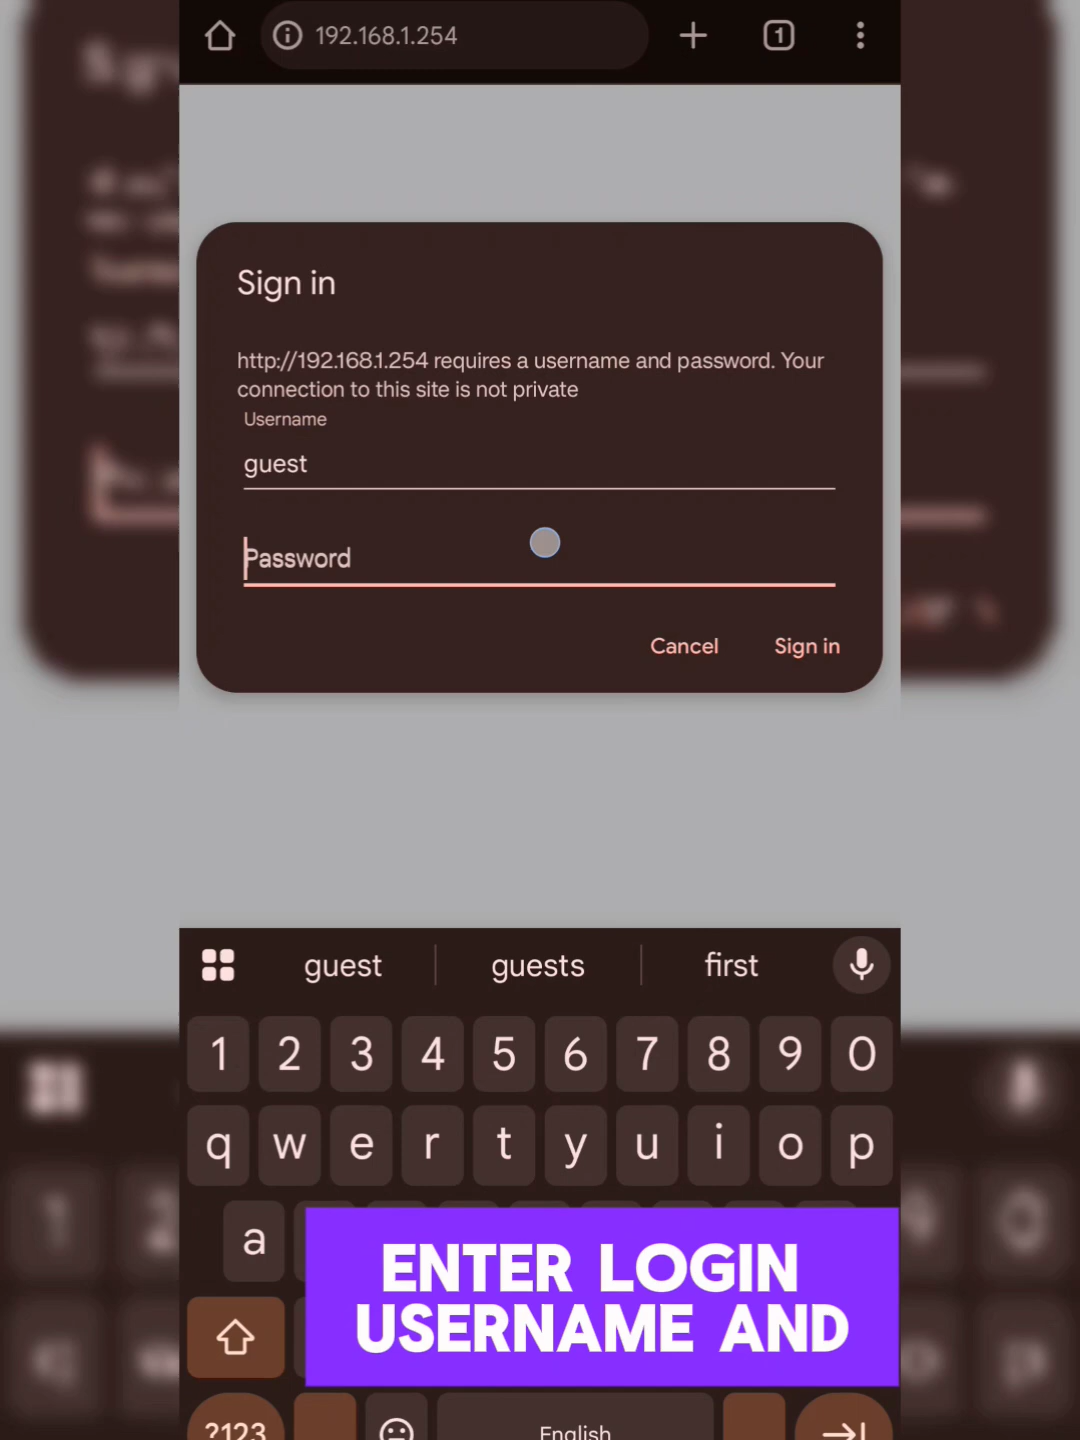 192.168.1.254
1
Sign in
http://192.168.1.254 requires a username and password. Your
connection to this site is not private
Username
guest
Password
Cancel
Sign in
guest
guests
first
1 2 3 4 5 6 7 8 9 0
q w e r t y u i o p
a
ENTER LOGIN
USERNAME AND
?123
English